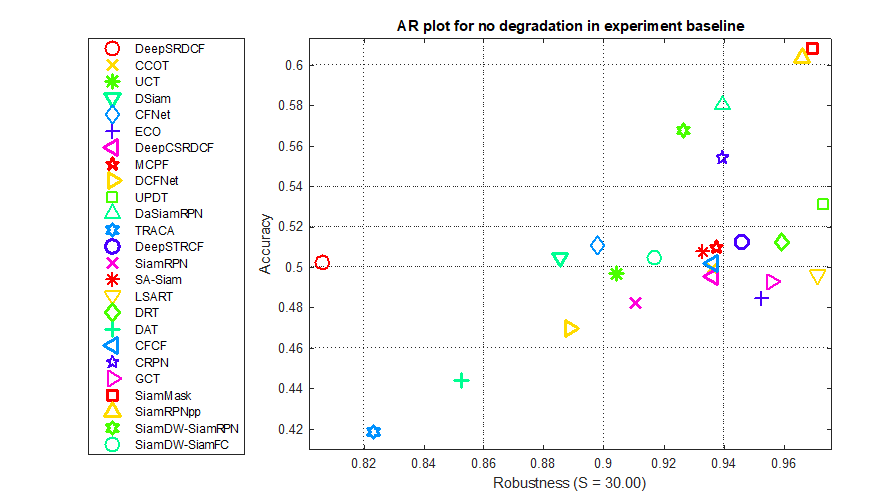 AR plot for no degradation in experiment baseline
DeepSRDCF
CCOT
UCT
DSiam
CFNet
ECO
DeepCSRDCF
MCPF
DCFNet
UPDT
DaSiamRPN
TRACA
DeepSTRCF
SiamRPN
SA-Siam
LSART
DRT
DAT
CFCF
CRPN
GCT
SiamMask
SiamRPNpp
SiamDW-SiamRPN
SiamDW-SiamFC
Accuracy
0.6
0.58
0.56
0.54
0.52
0.5
0.48
0.46
0.44
0.42
0.82 0.84 0.86 0.88 0.9 0.92 0.94 0.96
Robustness (S = 30.00)